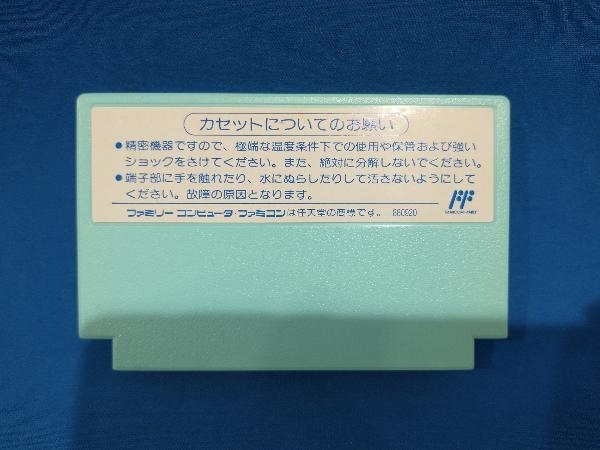 カセットについてのお願い
●精密機器ですので、極端な温度条件下での使用や保管および強い
ショックをさけてください。また、絶対に分解しないでください。
●端子部に手を触れたり、水にぬらしたりして汚さないようにして
ください。故障の原因となります。
ファミリーコンピュータ・ファミコンは任天堂の商標です。 880920